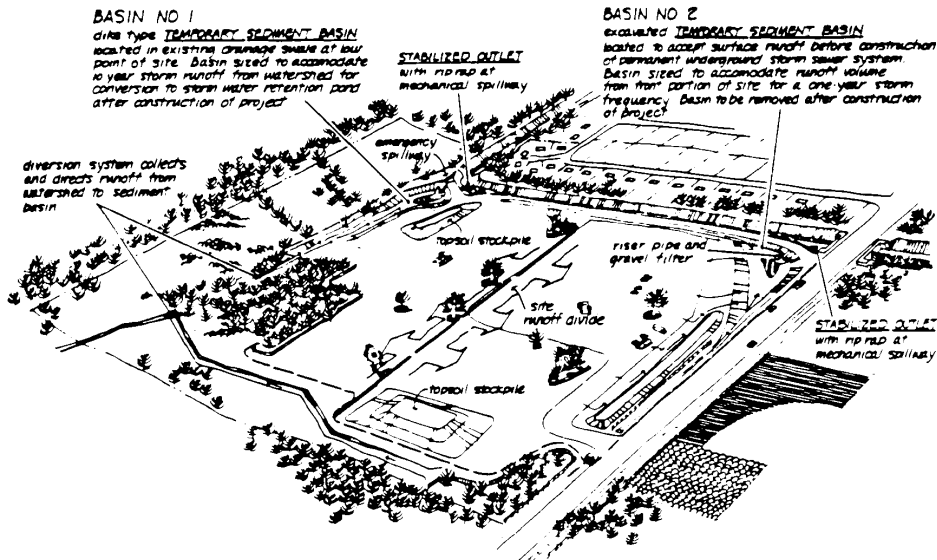 BASIN NO 1
dike type TEMPORARY SEDIMENT BASIN
located in existing drainage swale at low
point of site Basin sized to accomodate
10 year storm runoff from watershed for
conversion to storm water retention pond
after construction of project
STABILIZED OUTLET
with rip rap at
mechanical spillway
BASIN NO 2
excavated TEMPORARY SEDIMENT BASIN
located to accept surface runoff before construction
of permanent underground storm sewer system.
Basin sized to accomodate runoff volume
from front portion of site for a one-year storm
frequency Basin to be removed after construction
of project
emergency
spillway
diversion system collects
and directs runoff from
watershed to sediment
basin
topsoil stockpile
riser pipe and
gravel filter
site
runoff divide
STABILIZED OUTLET
with rip rap at
mechanical spillway
topsoil stockpile